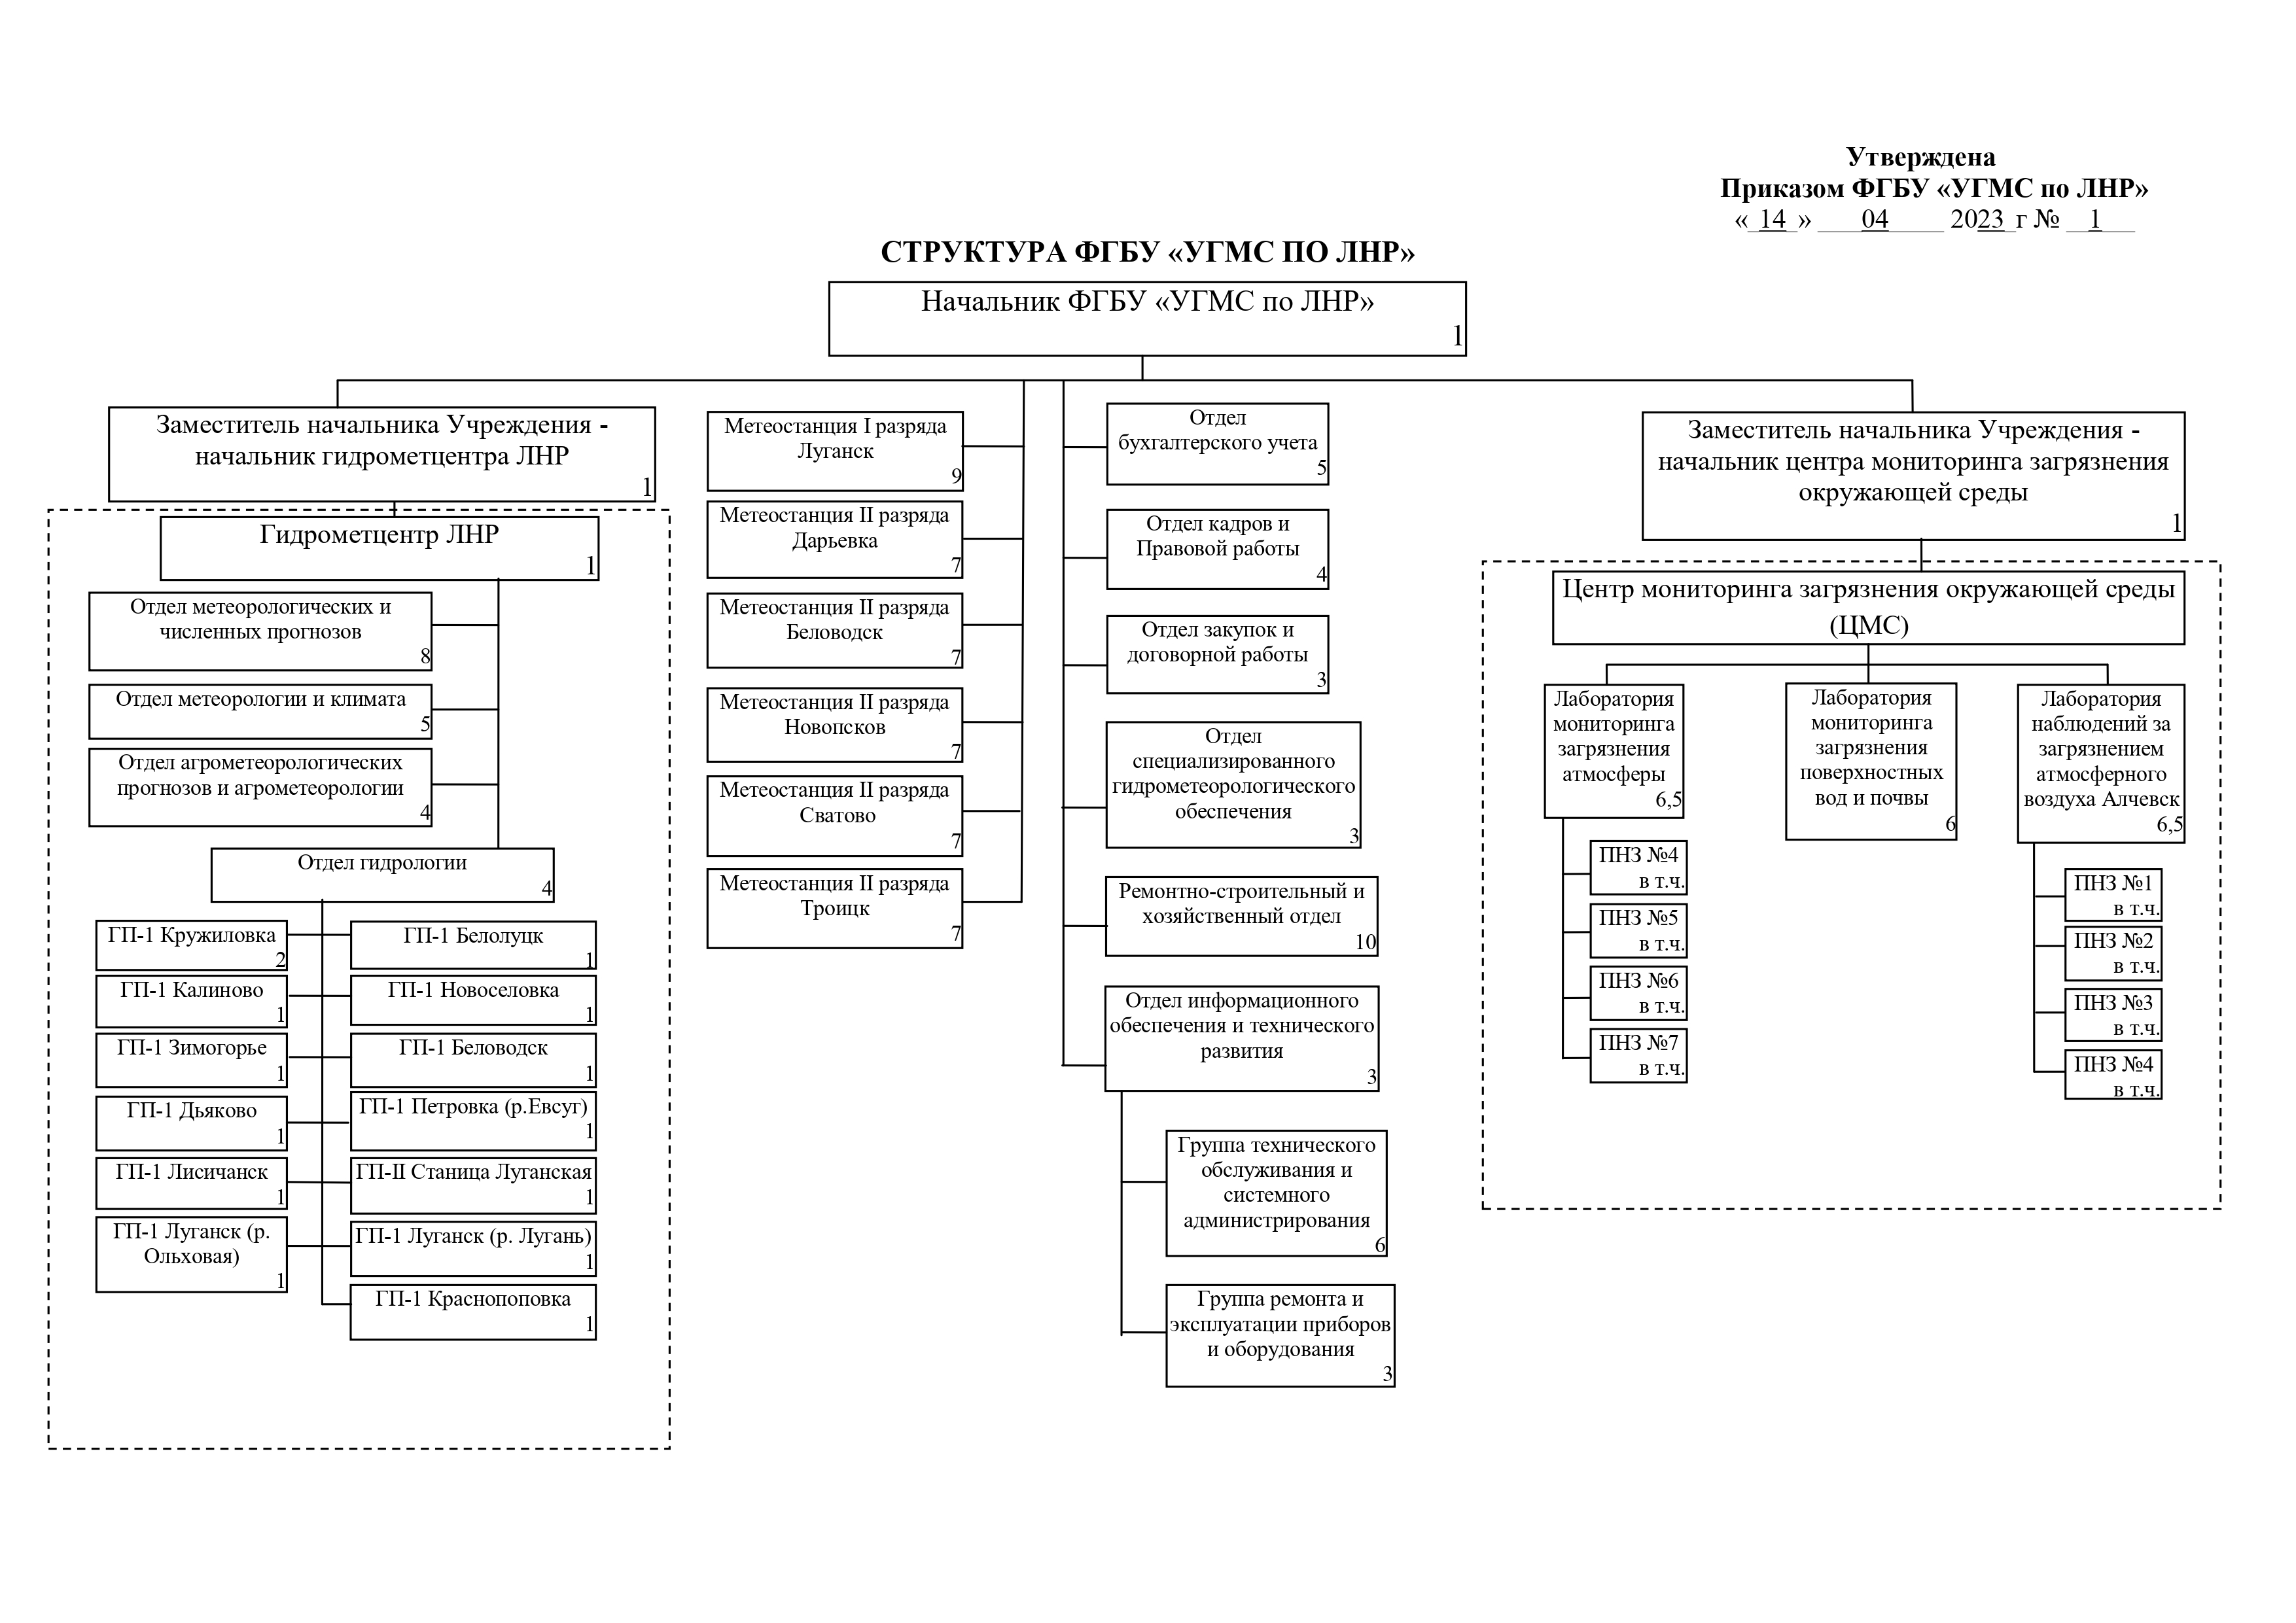 Утверждена
Приказом ФГБУ «УГМС по ЛНР»
«_14_» ___04____ 2023_г № __1___
СТРУКТУРА ФГБУ «УГМС ПО ЛНР»
Начальник ФГБУ «УГМС по ЛНР»
1
Заместитель начальника Учреждения -
начальник гидрометцентра ЛНР
1
Гидрометцентр ЛНР
1
Отдел метеорологических и
численных прогнозов
8
Отдел метеорологии и климата
5
Отдел агрометеорологических
прогнозов и агрометеорологии
4
Отдел гидрологии
4
ГП-1 Кружиловка
2
ГП-1 Калиново
1
ГП-1 Зимогорье
1
ГП-1 Дьяково
1
ГП-1 Лисичанск
1
ГП-1 Луганск (р.
Ольховая)
1
ГП-1 Белолуцк
1
ГП-1 Новоселовка
1
ГП-1 Беловодск
1
ГП-1 Петровка (р.Евсуг)
1
ГП-II Станица Луганская
1
ГП-1 Луганск (р. Лугань)
1
ГП-1 Краснопоповка
1
Метеостанция I разряда
Луганск
9
Метеостанция II разряда
Дарьевка
7
Метеостанция II разряда
Беловодск
7
Метеостанция II разряда
Новопсков
7
Метеостанция II разряда
Сватово
7
Метеостанция II разряда
Троицк
7
Отдел
бухгалтерского учета
5
Отдел кадров и
Правовой работы
4
Отдел закупок и
договорной работы
3
Отдел
специализированного
гидрометеорологического
обеспечения
3
Ремонтно-строительный и
хозяйственный отдел
10
Отдел информационного
обеспечения и технического
развития
3
Группа технического
обслуживания и
системного
администрирования
6
Группа ремонта и
эксплуатации приборов
и оборудования
3
Заместитель начальника Учреждения -
начальник центра мониторинга загрязнения
окружающей среды
1
Центр мониторинга загрязнения окружающей среды
(ЦМС)
Лаборатория
мониторинга
загрязнения
атмосферы
6,5
ПНЗ №4
в т.ч.
ПНЗ №5
в т.ч.
ПНЗ №6
в т.ч.
ПНЗ №7
в т.ч.
Лаборатория
мониторинга
загрязнения
поверхностных
вод и почвы
6
Лаборатория
наблюдений за
загрязнением
атмосферного
воздуха Алчевск
6,5
ПНЗ №1
в т.ч.
ПНЗ №2
в т.ч.
ПНЗ №3
в т.ч.
ПНЗ №4
в т.ч.